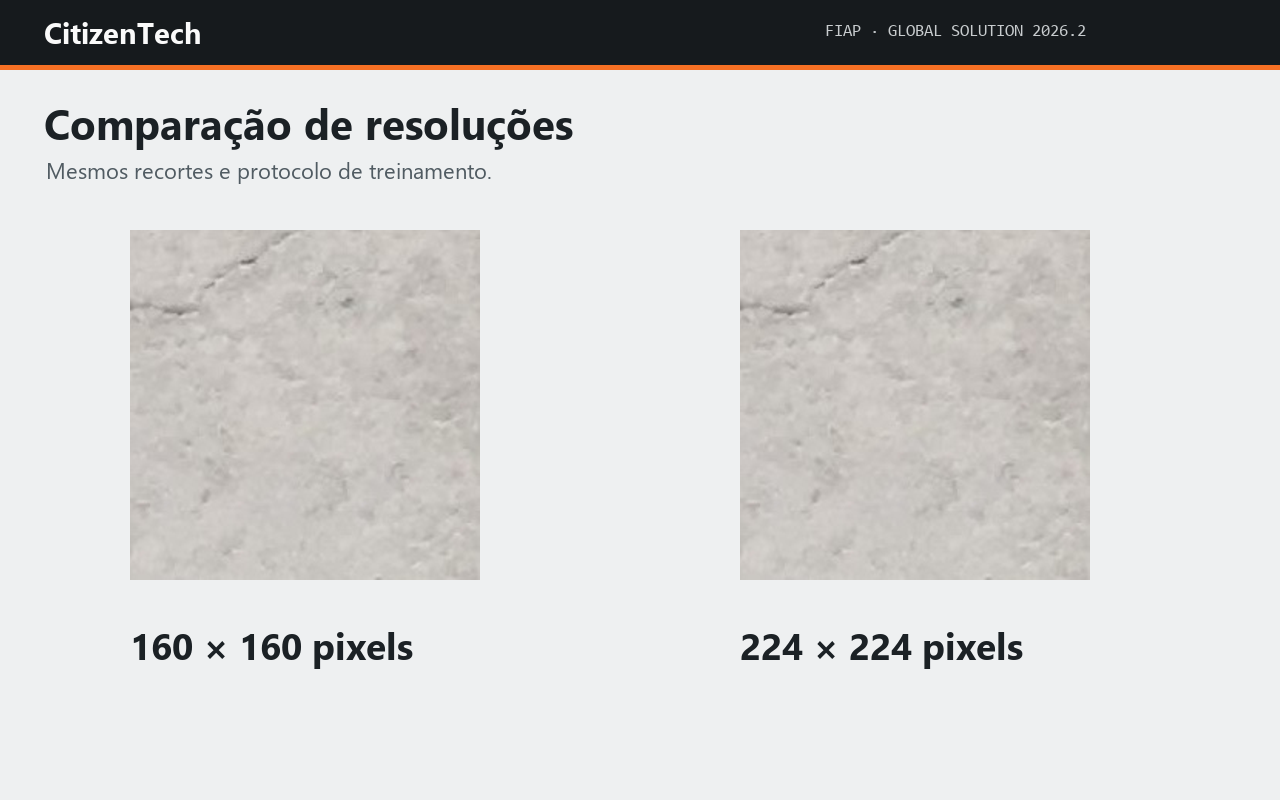 CitizenTech
FIAP · GLOBAL SOLUTION 2026.2
Comparação de resoluções
Mesmos recortes e protocolo de treinamento.
160 × 160 pixels
224 × 224 pixels